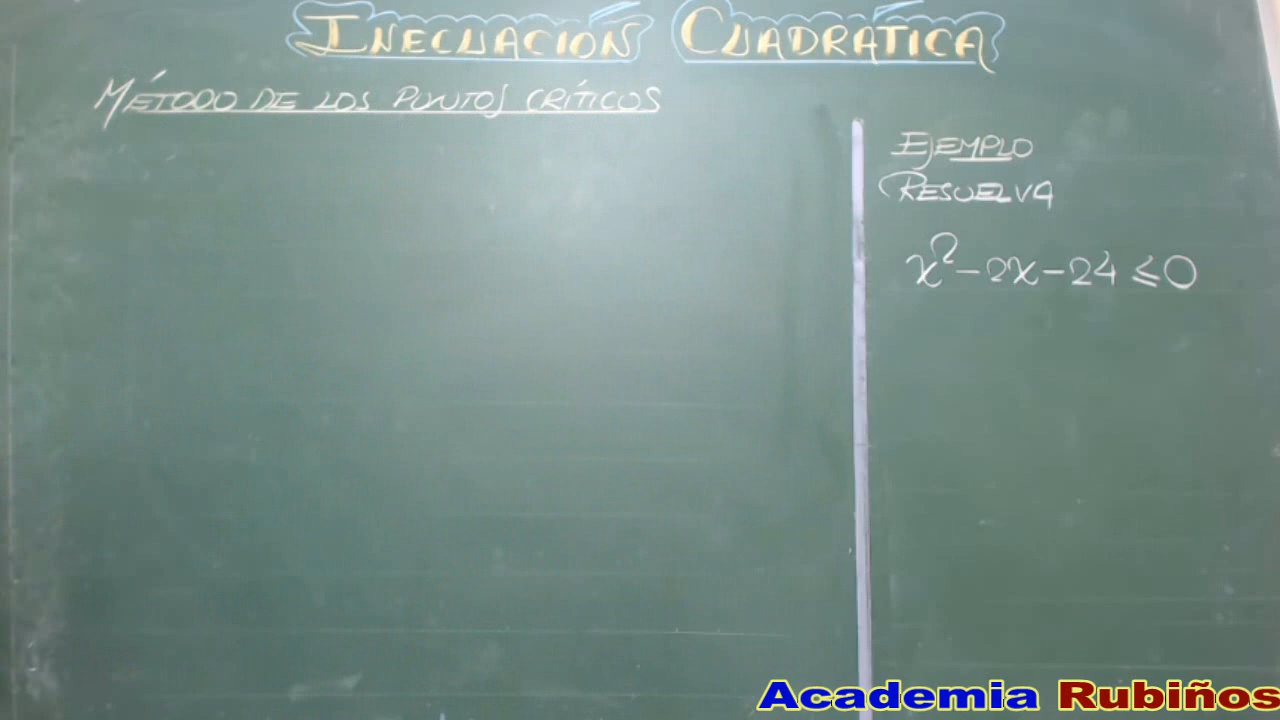 INECUACIÓN CUADRÁTICA
MÉTODO DE LOS PUNTOS CRÍTICOS
EJEMPLO
RESUELVA
x²-2x-24 ≤0
Academia Rubiños